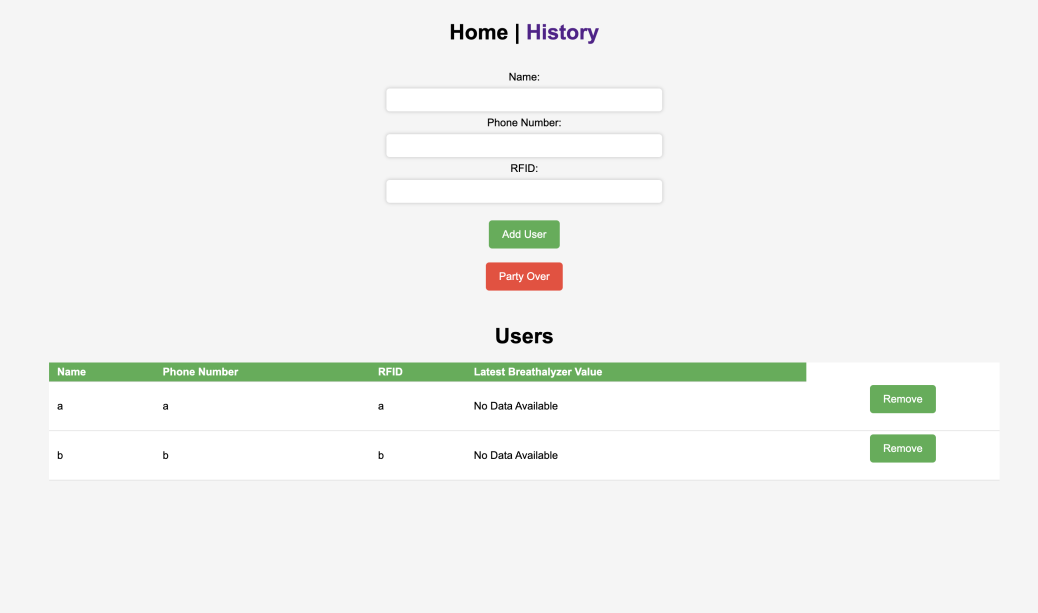 Home | History
Name:
Phone Number:
RFID:
Add User
Party Over
Users
Name Phone Number RFID Latest Breathalyzer Value
a a a No Data Available Remove
b b b No Data Available Remove